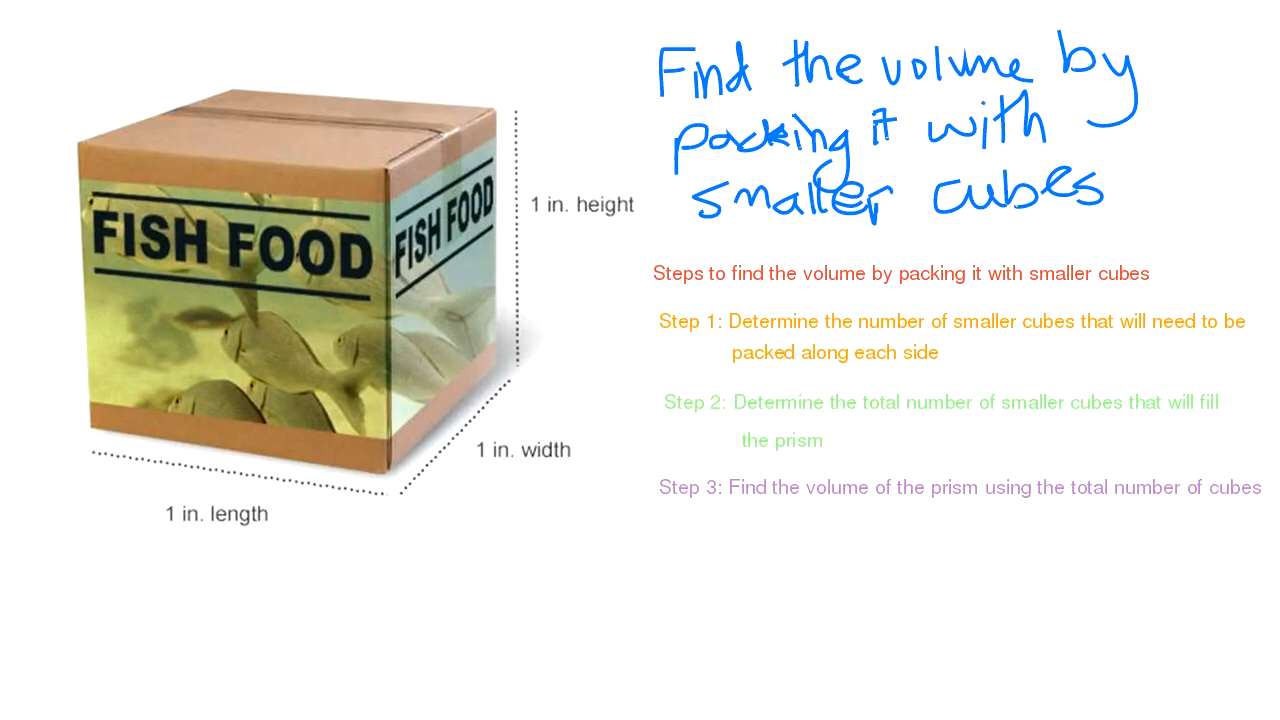 Find the volume by
packing it with
smaller cubes
FISH FOOD
FISH FOOD
1 in. height
1 in. width
1 in. length
Steps to find the volume by packing it with smaller cubes
Step 1: Determine the number of smaller cubes that will need to be
packed along each side
Step 2: Determine the total number of smaller cubes that will fill
the prism
Step 3: Find the volume of the prism using the total number of cubes